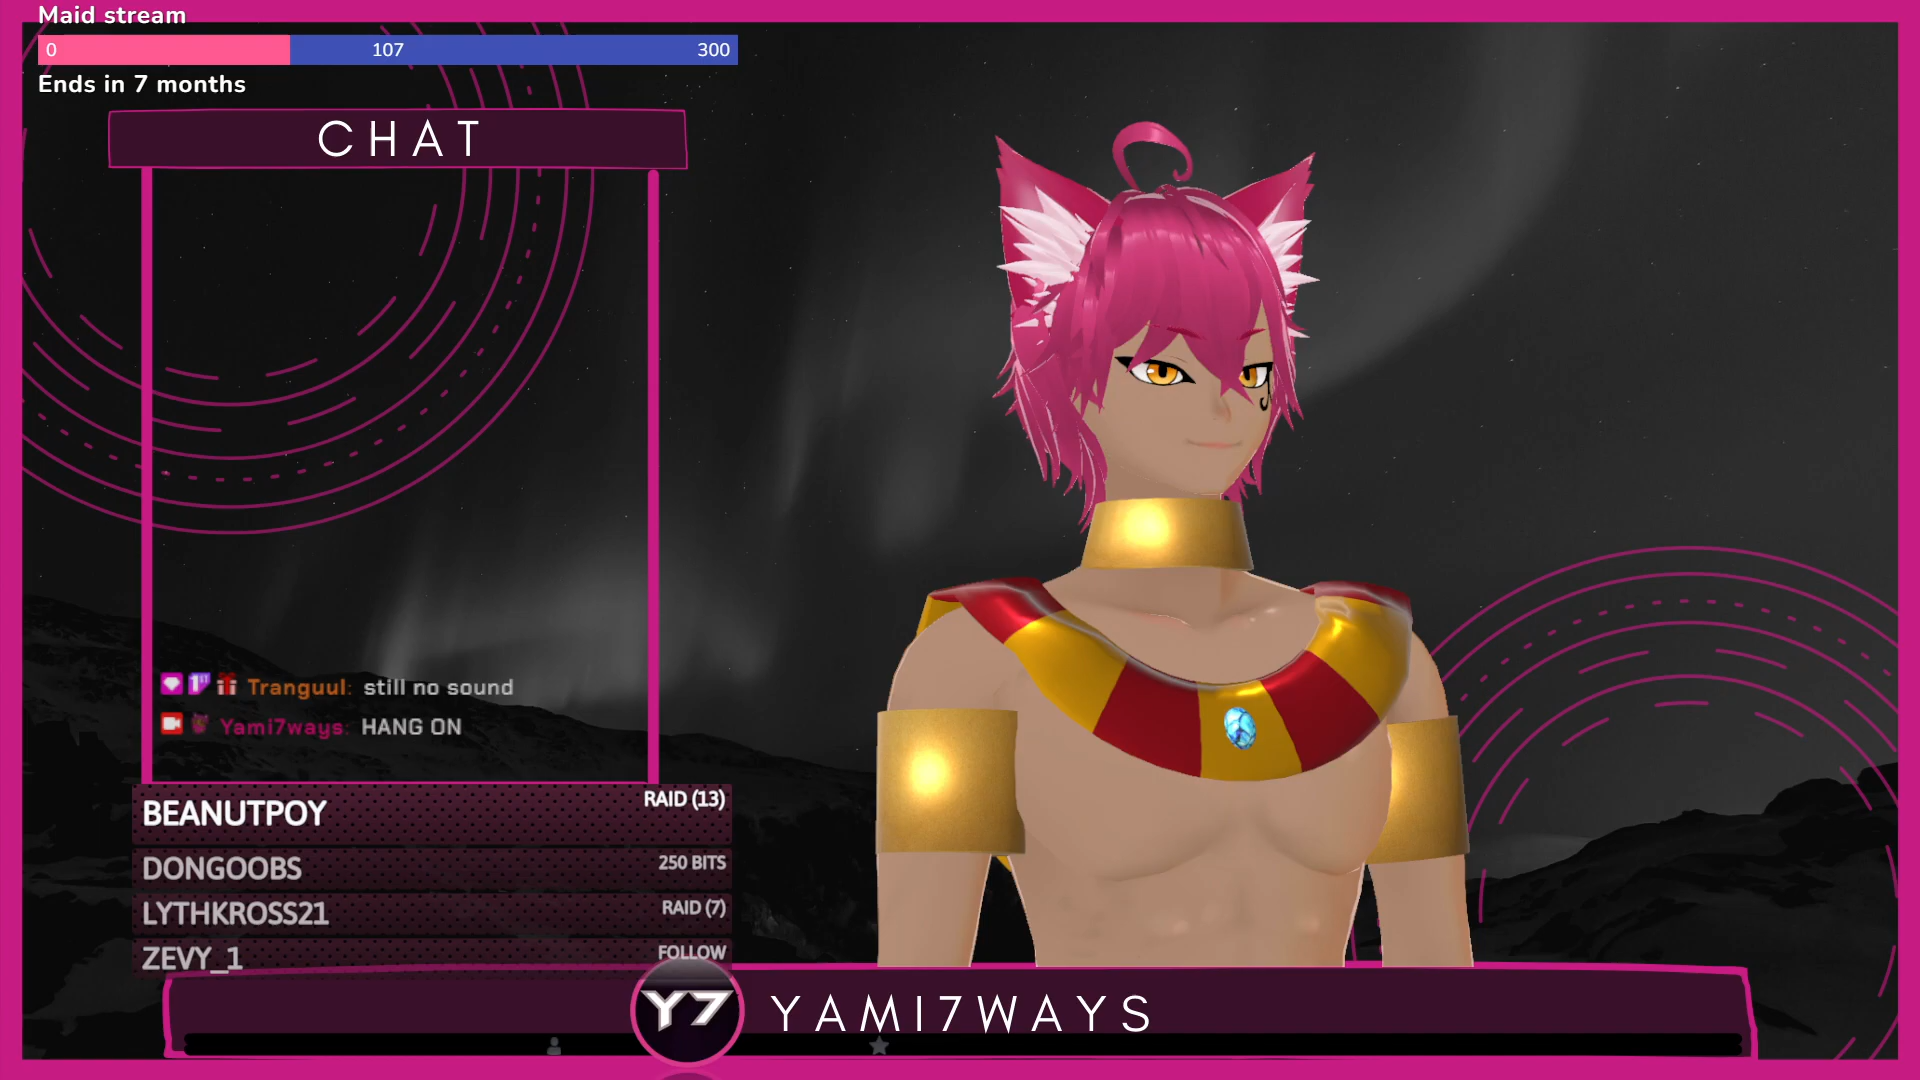 Maid stream
0 107 300
Ends in 7 months
CHAT
1ST Tranguul: still no sound
Yami7ways: HANG ON
BEANUTPOY RAID (13)
DONGOOBS 250 BITS
LYTHKROSS21 RAID (7)
ZEVY_1 FOLLOW
Y7 YAMI7WAYS